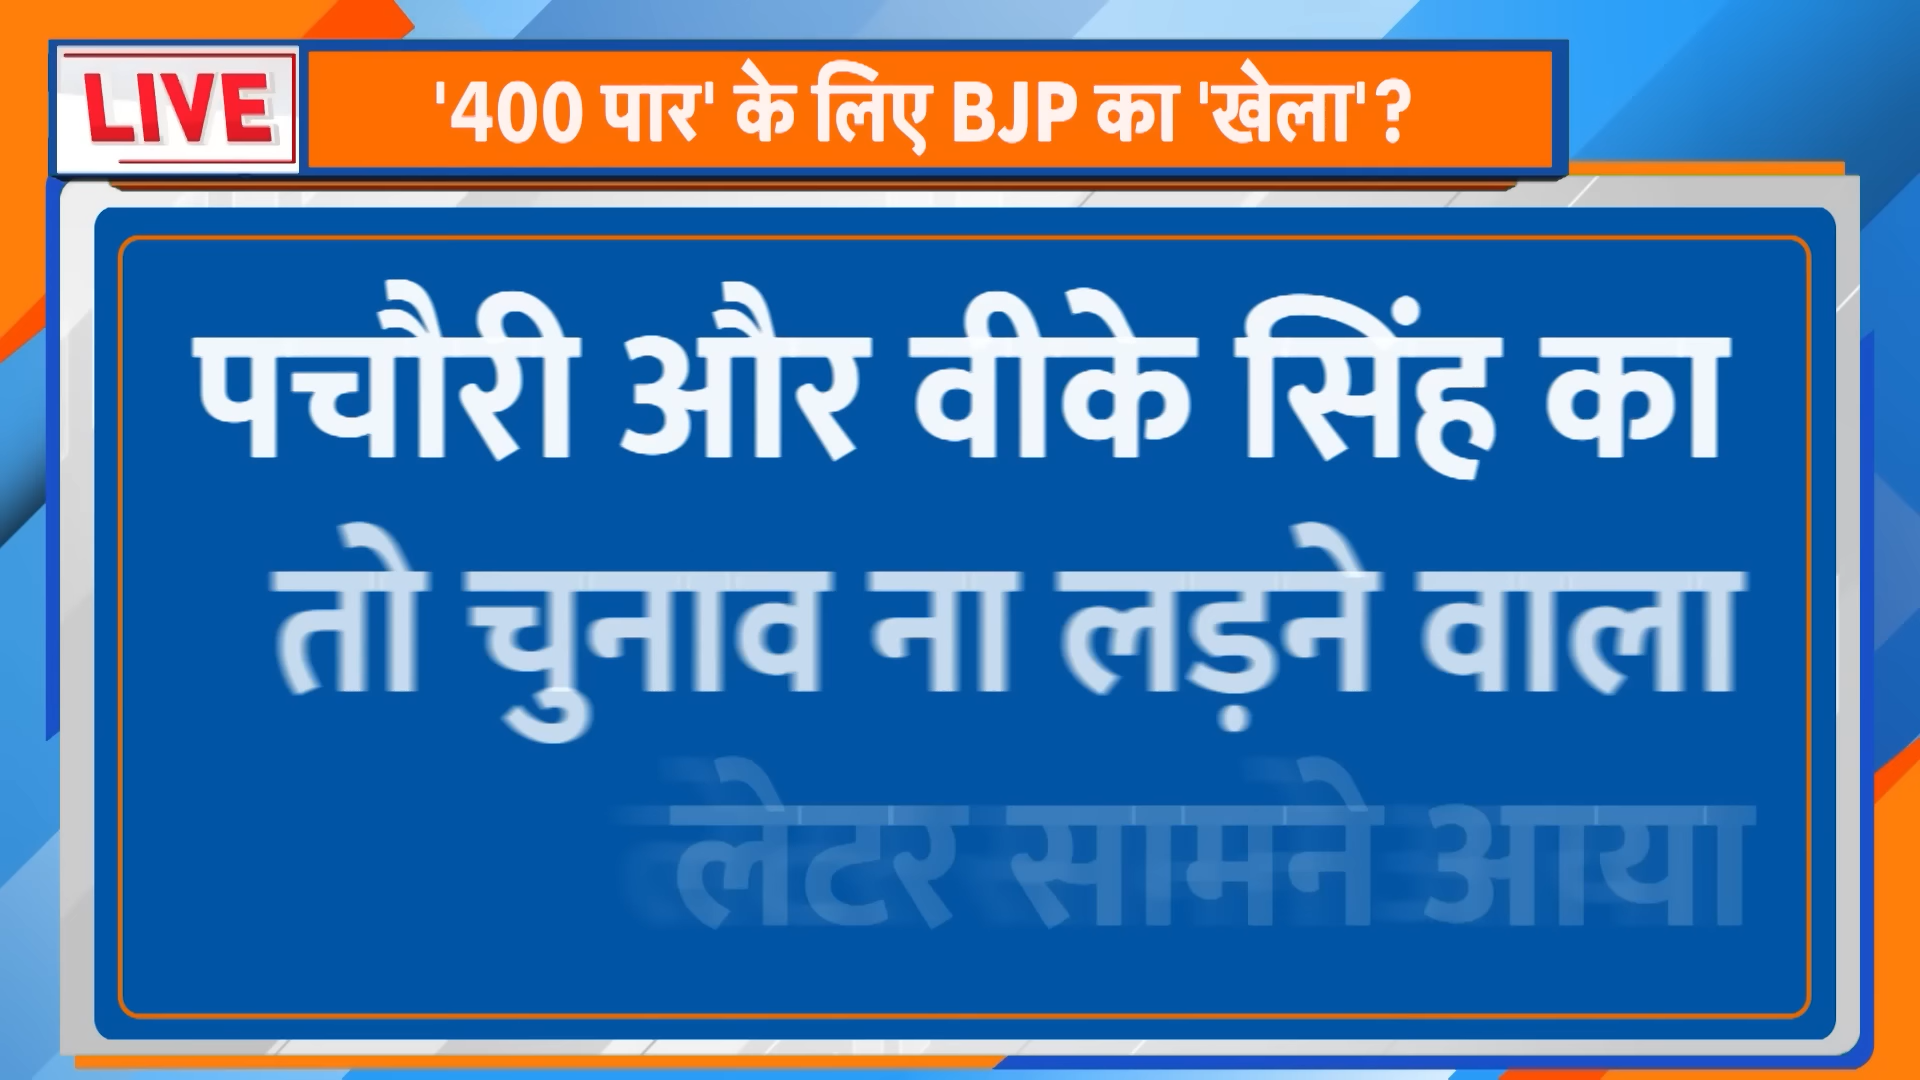 LIVE
'400 पार' के लिए BJP का 'खेला'?
पचौरी और वीके सिंह का
तो चुनाव ना लड़ने वाला
लेटर सामने आया